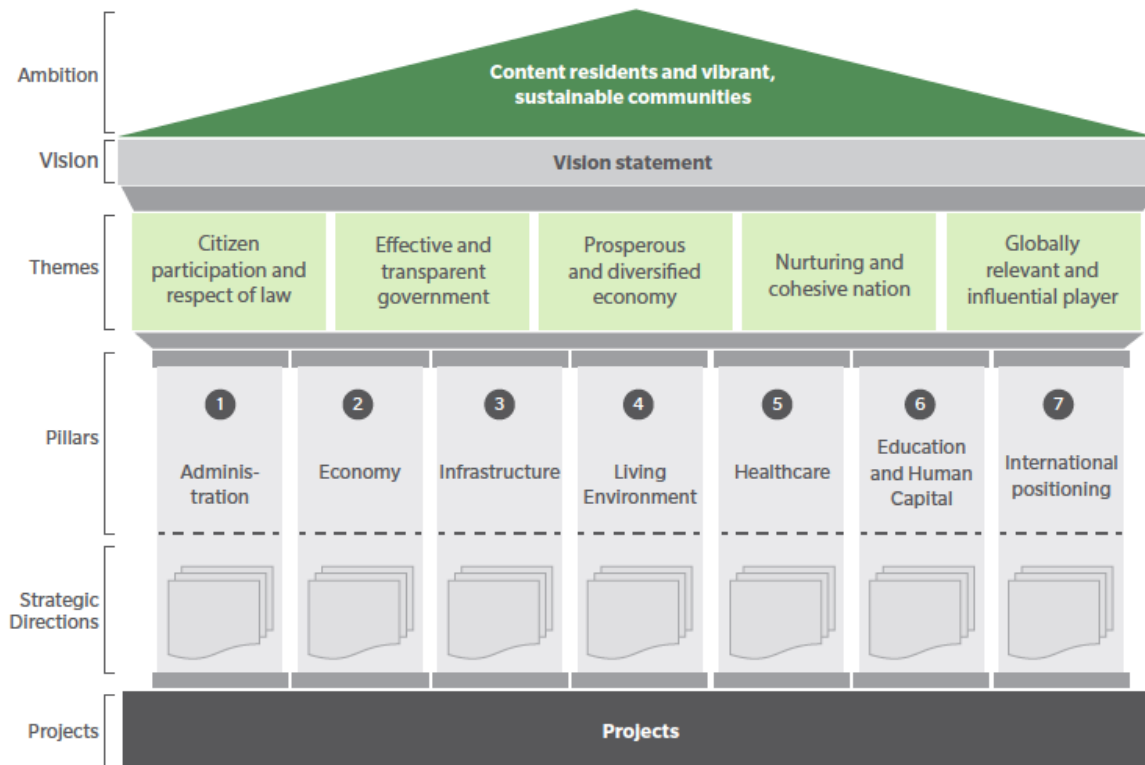 Ambition
Content residents and vibrant,
sustainable communities
Vision
Vision statement
Themes
Citizen
participation and
respect of law
Effective and
transparent
government
Prosperous
and diversified
economy
Nurturing and
cohesive nation
Globally
relevant and
influential player
Pillars
1
Adminis-
tration
2
Economy
3
Infrastructure
4
Living
Environment
5
Healthcare
6
Education
and Human
Capital
7
International
positioning
Strategic
Directions
Projects
Projects